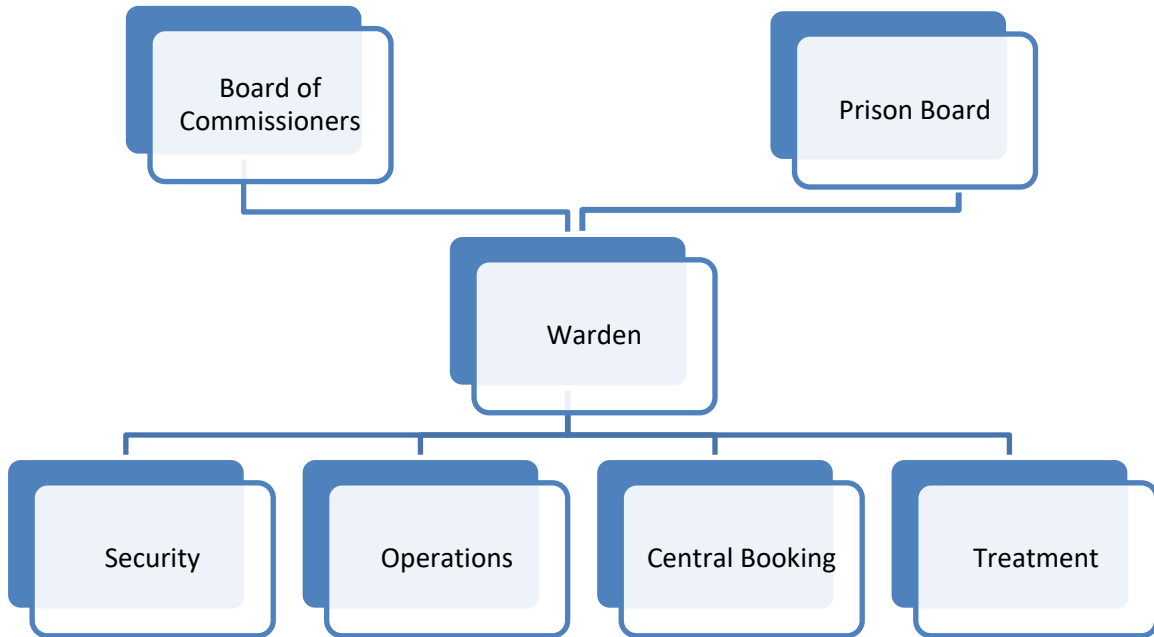 Board of
Commissioners
Prison Board
Warden
Security
Operations
Central Booking
Treatment